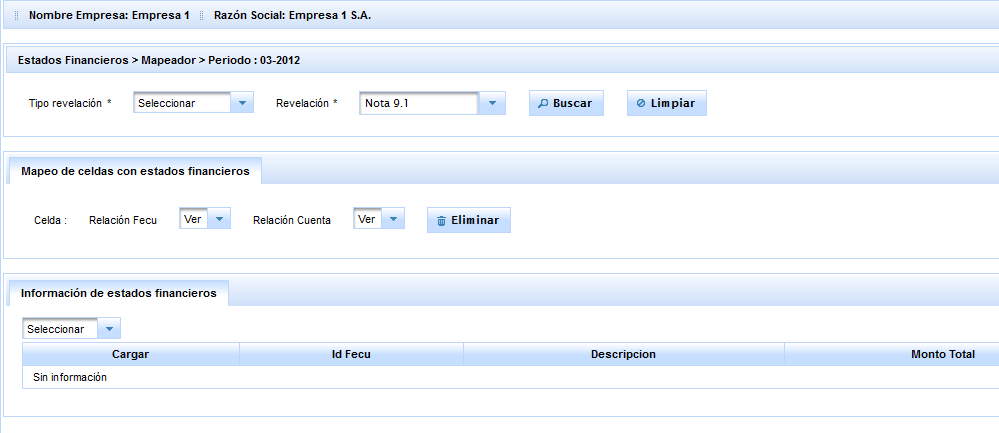 Nombre Empresa: Empresa 1 Razón Social: Empresa 1 S.A.
Estados Financieros > Mapeador > Periodo : 03-2012
Tipo revelación * Seleccionar Revelación * Nota 9.1 Buscar Limpiar
Mapeo de celdas con estados financieros
Celda : Relación Fecu Ver Relación Cuenta Ver Eliminar
Información de estados financieros
Seleccionar
Cargar Id Fecu Descripcion Monto Total
Sin información